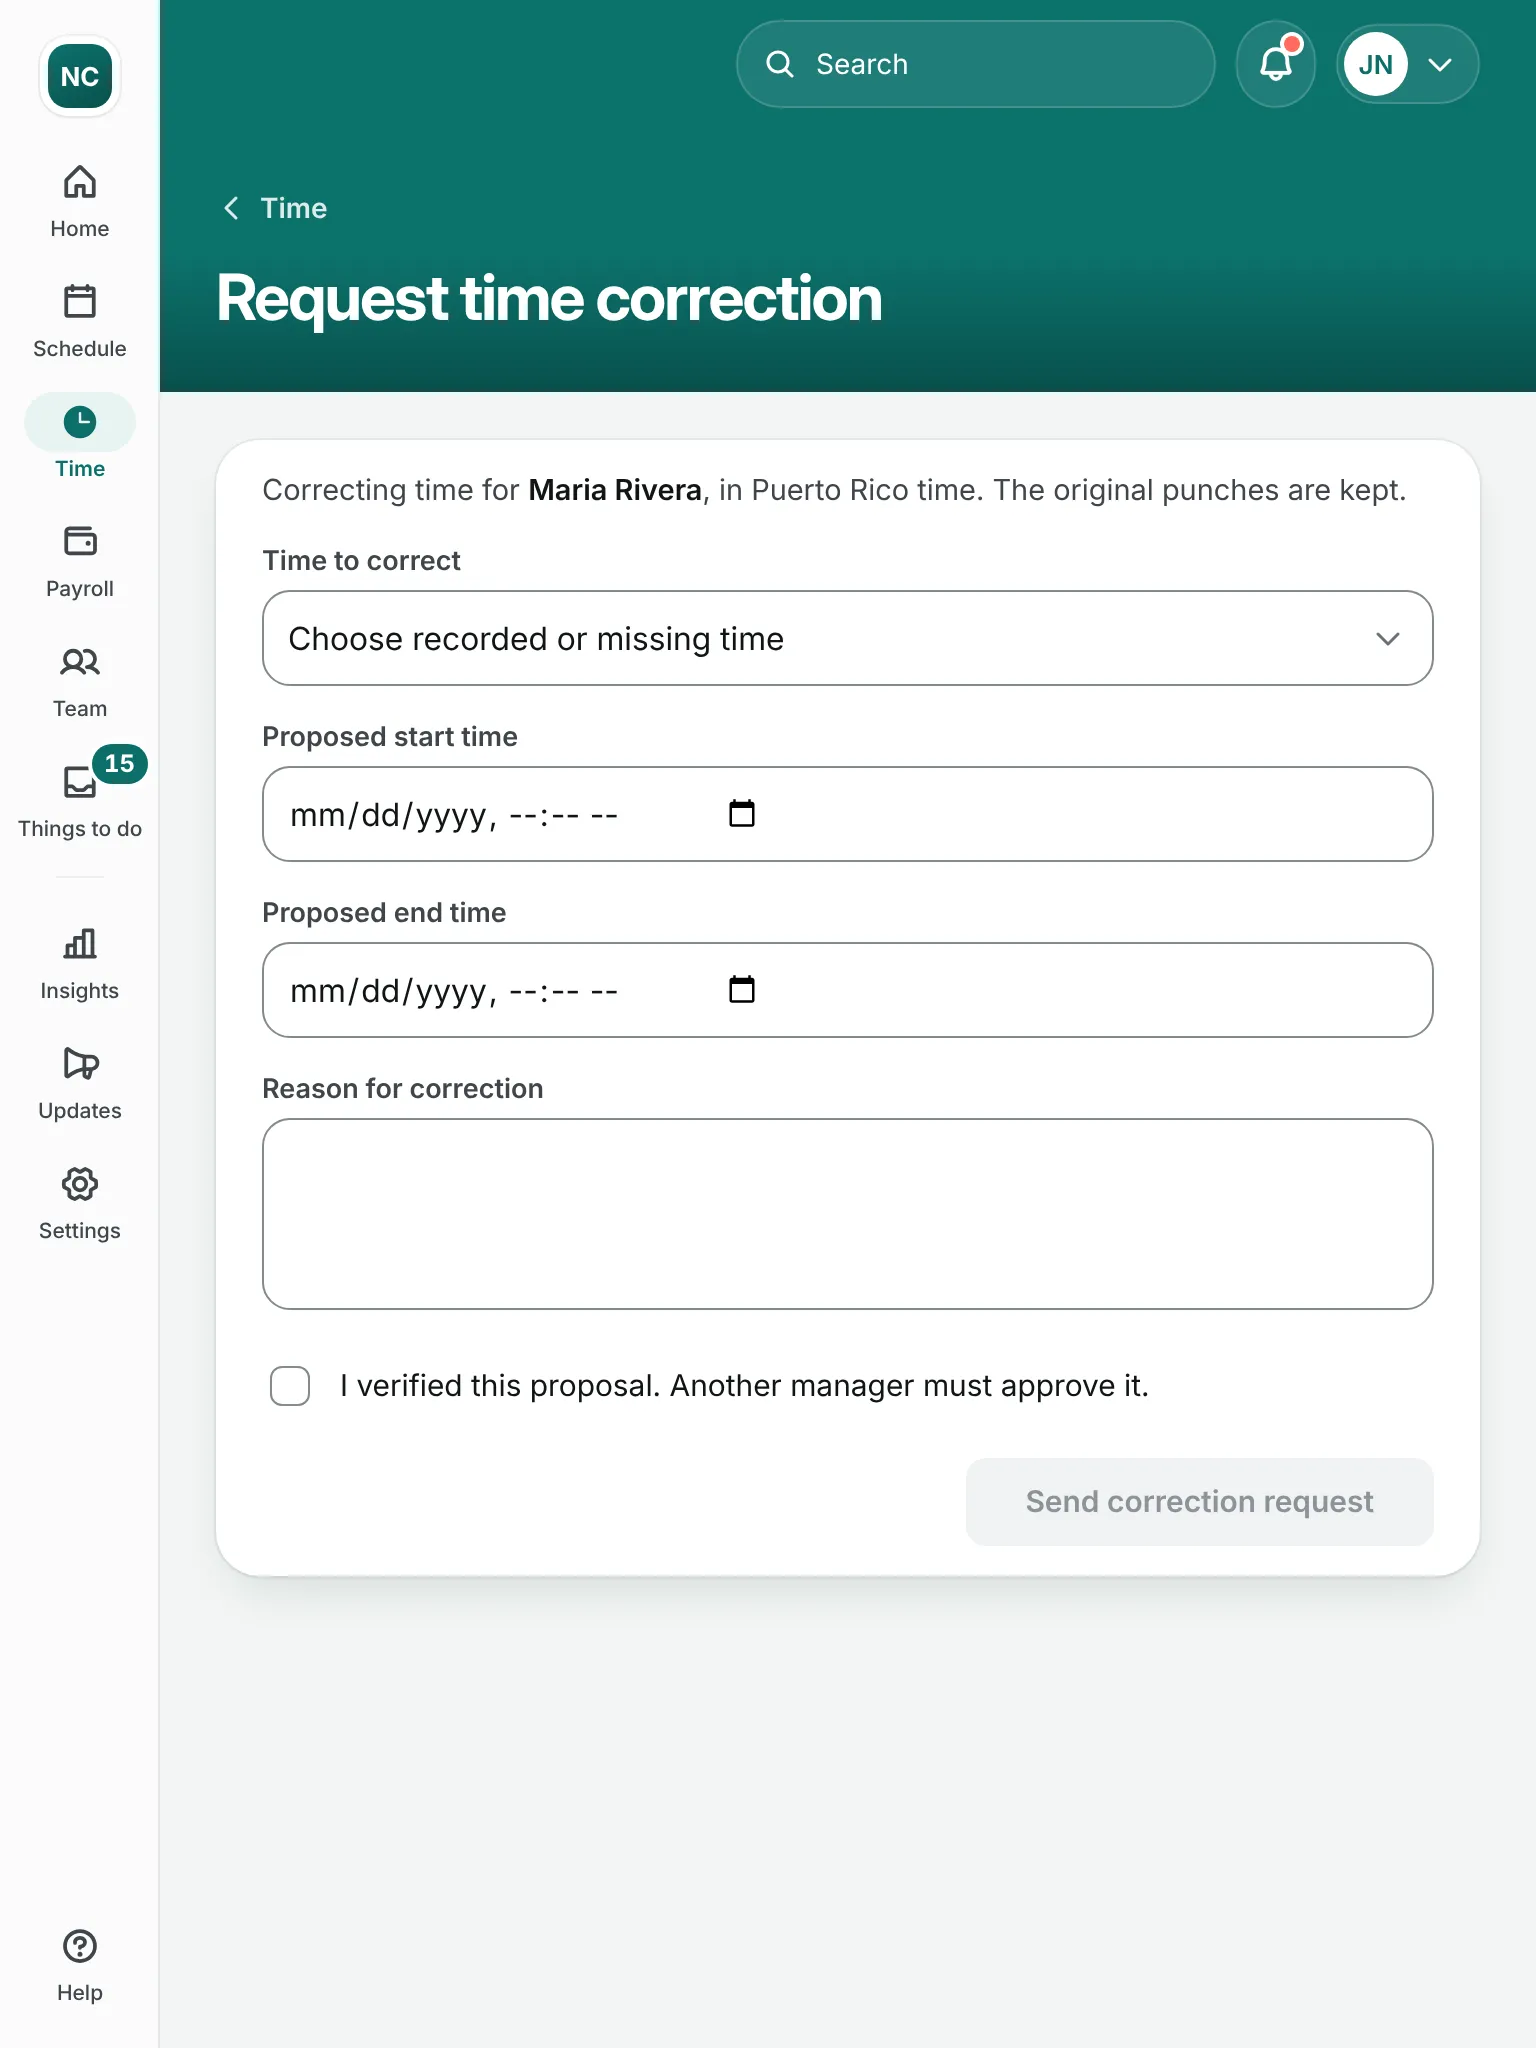 NC
Search
JN
Home
Schedule
Time
Payroll
Team
15
Things to do
Insights
Updates
Settings
Help
Time
Request time correction
Correcting time for Maria Rivera, in Puerto Rico time. The original punches are kept.
Time to correct
Choose recorded or missing time
Proposed start time
mm/dd/yyyy, --:-- --
Proposed end time
mm/dd/yyyy, --:-- --
Reason for correction
I verified this proposal. Another manager must approve it.
Send correction request